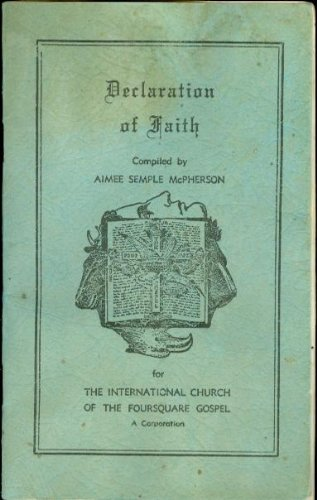 Declaration
of Faith
Compiled by
AIMEE SEMPLE McPHERSON
for
THE INTERNATIONAL CHURCH
OF THE FOURSQUARE GOSPEL
A Corporation